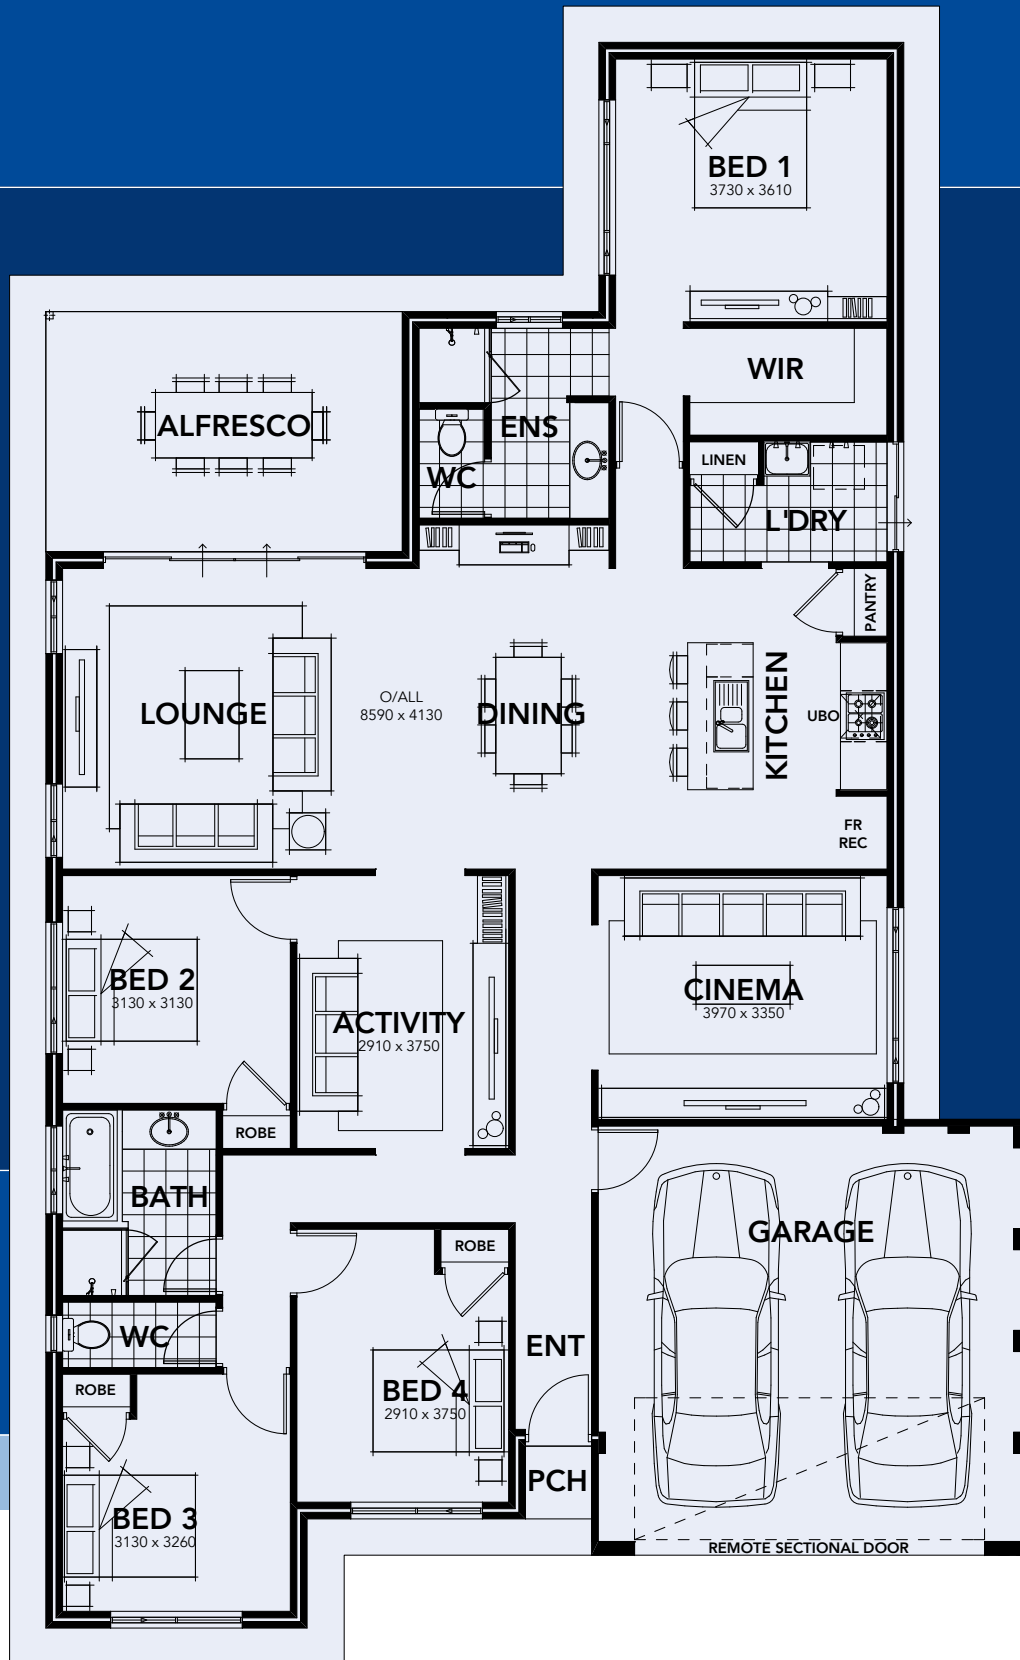 BED 1
3730 x 3610
WIR
ALFRESCO
ENS
WC
LINEN
L'DRY
PANTRY
LOUNGE
O/ALL
8590 x 4130
DINING
KITCHEN
UBO
FR
REC
BED 2
3130 x 3130
ACTIVITY
2910 x 3750
CINEMA
3970 x 3350
ROBE
BATH
GARAGE
ROBE
WC
ENT
ROBE
BED 4
2910 x 3750
PCH
BED 3
3130 x 3260
REMOTE SECTIONAL DOOR